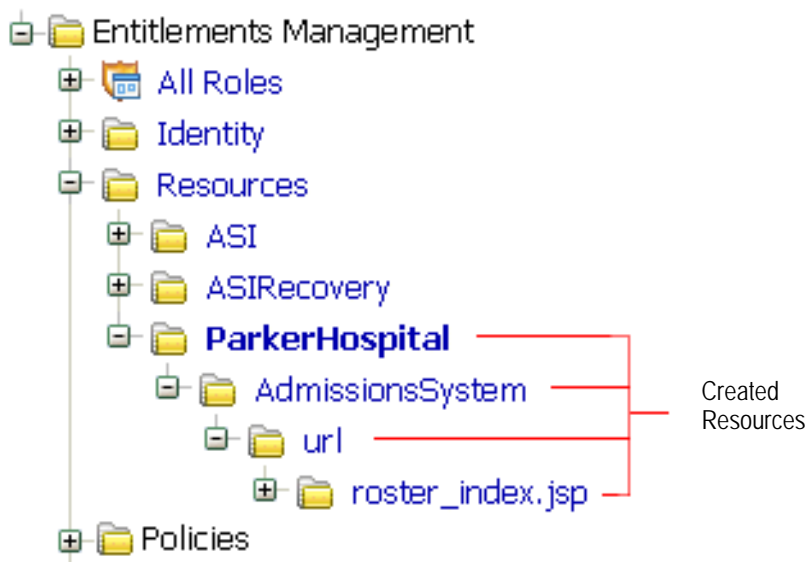 Entitlements Management
All Roles
Identity
Resources
ASI
ASIRecovery
ParkerHospital
AdmissionsSystem
url
roster_index.jsp
Policies
Created
Resources